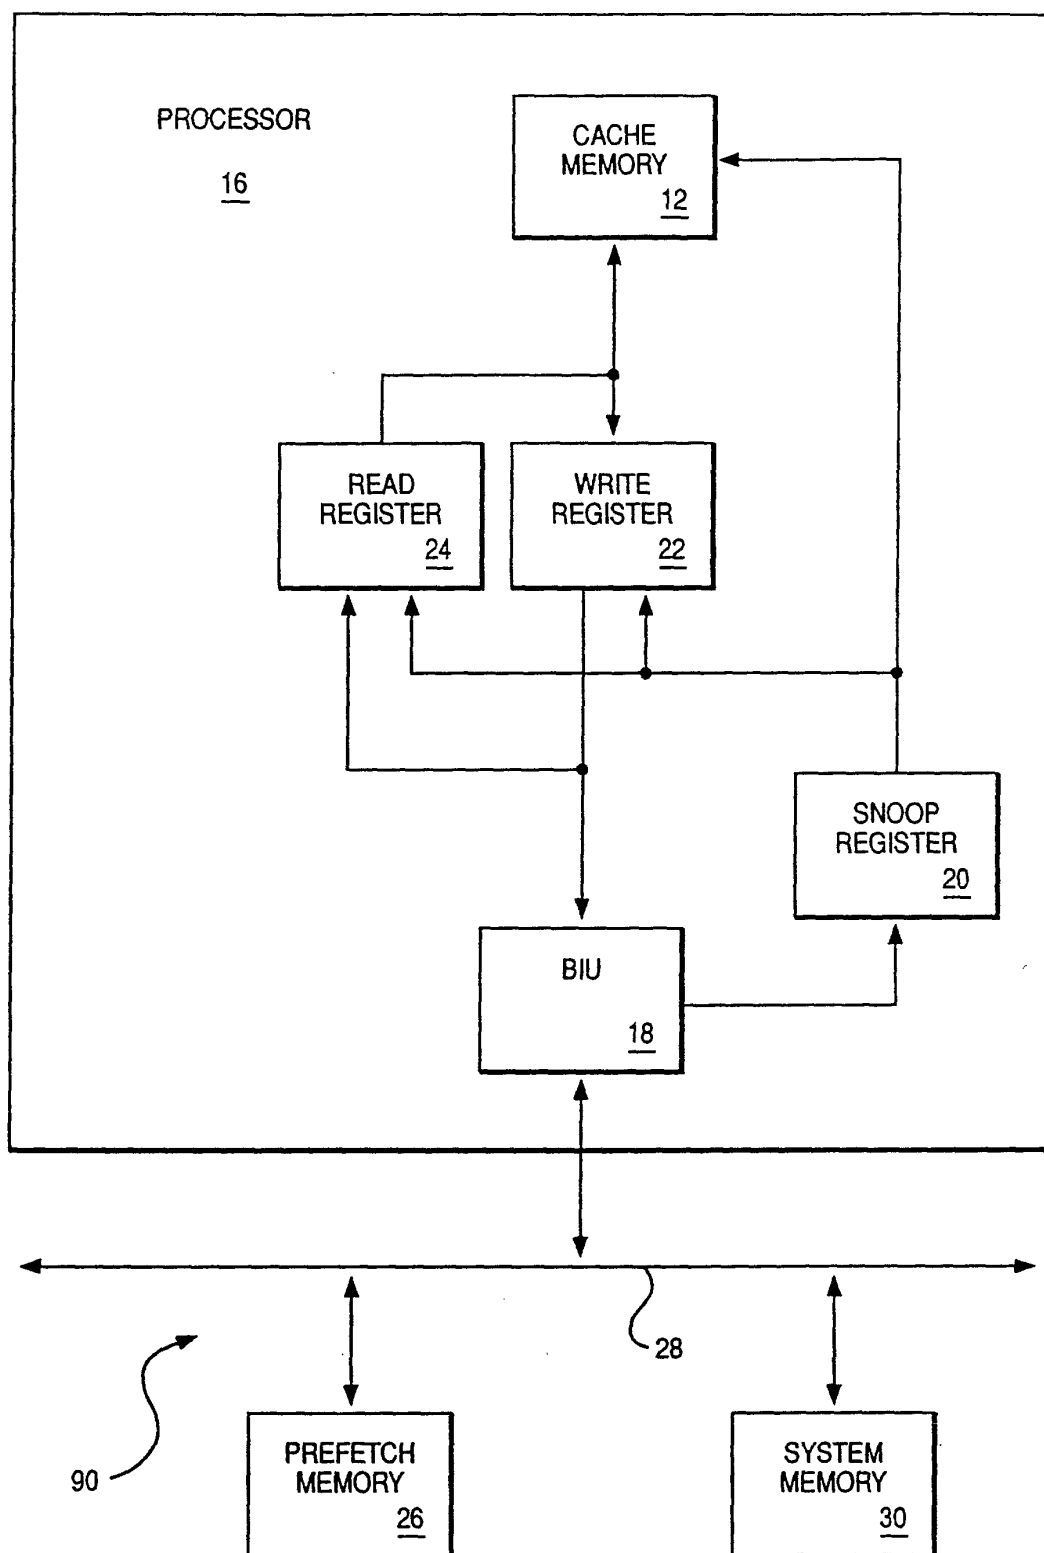 PROCESSOR
16
CACHE
MEMORY
12
READ
REGISTER
24
WRITE
REGISTER
22
SNOOP
REGISTER
20
BIU
18
28
90
PREFETCH
MEMORY
26
SYSTEM
MEMORY
30